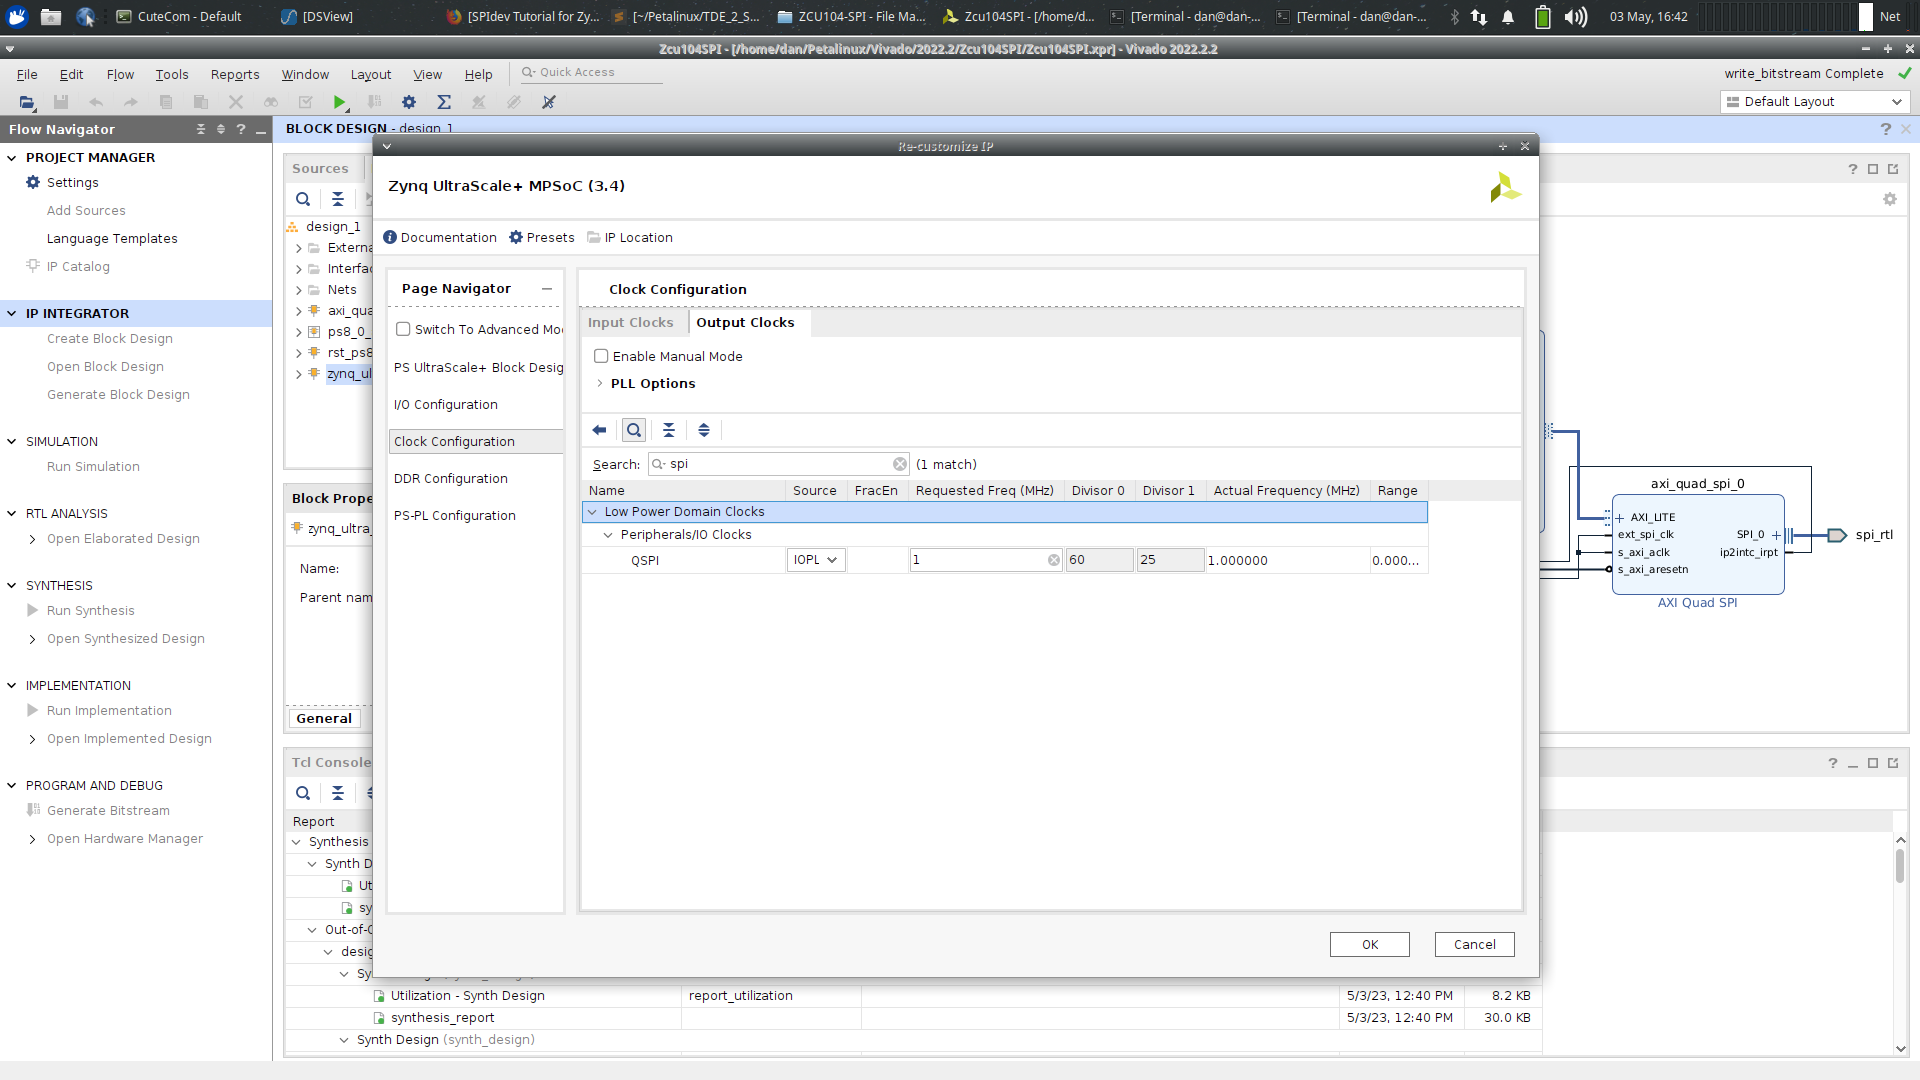 CuteCom - Default
[DSView]
[SPIdev Tutorial for Zy...
[~/Petalinux/TDE_2_S...
ZCU104-SPI - File Ma...
Zcu104SPI - [/home/d...
[Terminal - dan@dan-...
[Terminal - dan@dan-...
03 May, 16:42
Net
Zcu104SPI - [/home/dan/Petalinux/Vivado/2022.2/Zcu104SPI/Zcu104SPI.xpr] - Vivado 2022.2.2
File Edit Flow Tools Reports Window Layout View Help
Quick Access
write_bitstream Complete
Default Layout
Flow Navigator
PROJECT MANAGER
Settings
Add Sources
Language Templates
IP Catalog
IP INTEGRATOR
Create Block Design
Open Block Design
Generate Block Design
SIMULATION
Run Simulation
RTL ANALYSIS
Open Elaborated Design
SYNTHESIS
Run Synthesis
Open Synthesized Design
IMPLEMENTATION
Run Implementation
Open Implemented Design
PROGRAM AND DEBUG
Generate Bitstream
Open Hardware Manager
BLOCK DESIGN - design_1
Sources
design_1
Externa
Interfac
Nets
axi_qua
ps8_0_
rst_ps8
zynq_ul
Block Prope
zynq_ultra_
Name:
Parent nam
General
Re-customize IP
Zynq UltraScale+ MPSoC (3.4)
Documentation Presets IP Location
Page Navigator
Switch To Advanced Mo
PS UltraScale+ Block Desig
I/O Configuration
Clock Configuration
DDR Configuration
PS-PL Configuration
Clock Configuration
Input Clocks Output Clocks
Enable Manual Mode
PLL Options
Search: spi (1 match)
Name Source FracEn Requested Freq (MHz) Divisor 0 Divisor 1 Actual Frequency (MHz) Range
Low Power Domain Clocks
Peripherals/IO Clocks
QSPI IOPL 1 60 25 1.000000 0.000...
OK Cancel
axi_quad_spi_0
AXI_LITE
ext_spi_clk
s_axi_aclk
s_axi_aresetn
SPI_0
ip2intc_irpt
AXI Quad SPI
spi_rtl
Tcl Console
Report
Synthesis
Synth D
Ut
sy
Out-of-C
desig
Sy
Utilization - Synth Design report_utilization 5/3/23, 12:40 PM 8.2 KB
synthesis_report 5/3/23, 12:40 PM 30.0 KB
Synth Design (synth_design)